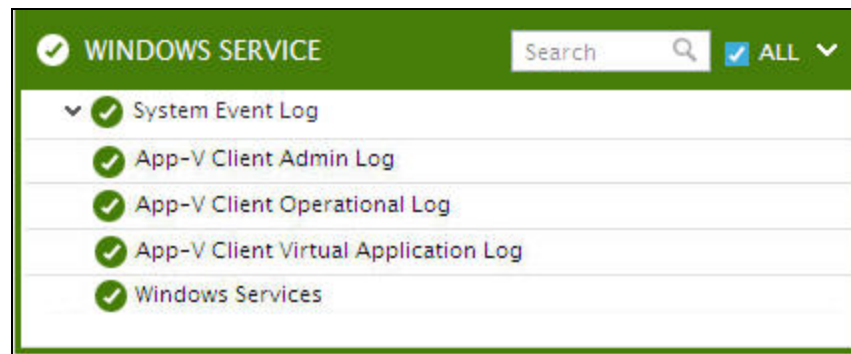 WINDOWS SERVICE Search ALL
System Event Log
App-V Client Admin Log
App-V Client Operational Log
App-V Client Virtual Application Log
Windows Services